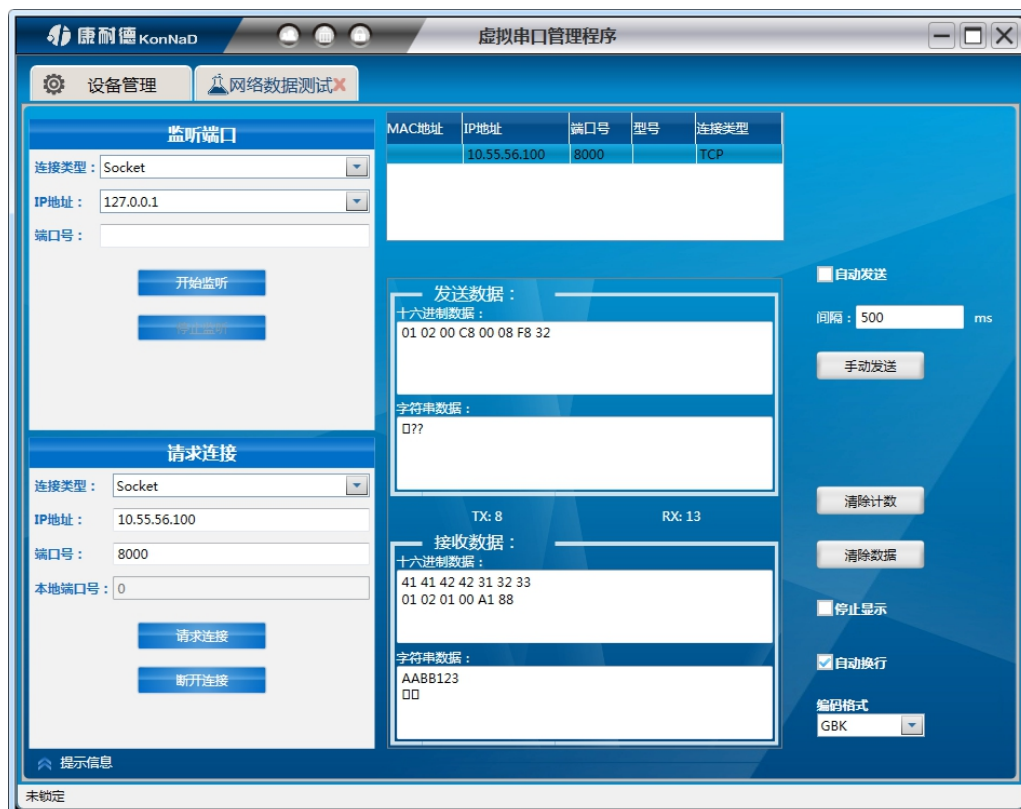 康耐德 KonNaD
虚拟串口管理程序
设备管理
网络数据测试
监听端口
连接类型：Socket
IP地址：127.0.0.1
端口号：
开始监听
停止监听
请求连接
连接类型：Socket
IP地址：10.55.56.100
端口号：8000
本地端口号：0
请求连接
断开连接
MAC地址 IP地址 端口号 型号 连接类型
10.55.56.100 8000 TCP
发送数据：
十六进制数据：
01 02 00 C8 00 08 F8 32
字符串数据：
□??
TX: 8 RX: 13
接收数据：
十六进制数据：
41 41 42 42 31 32 33
01 02 01 00 A1 88
字符串数据：
AABB123
□□
自动发送
间隔：500 ms
手动发送
清除计数
清除数据
停止显示
自动换行
编码格式
GBK
提示信息
未锁定